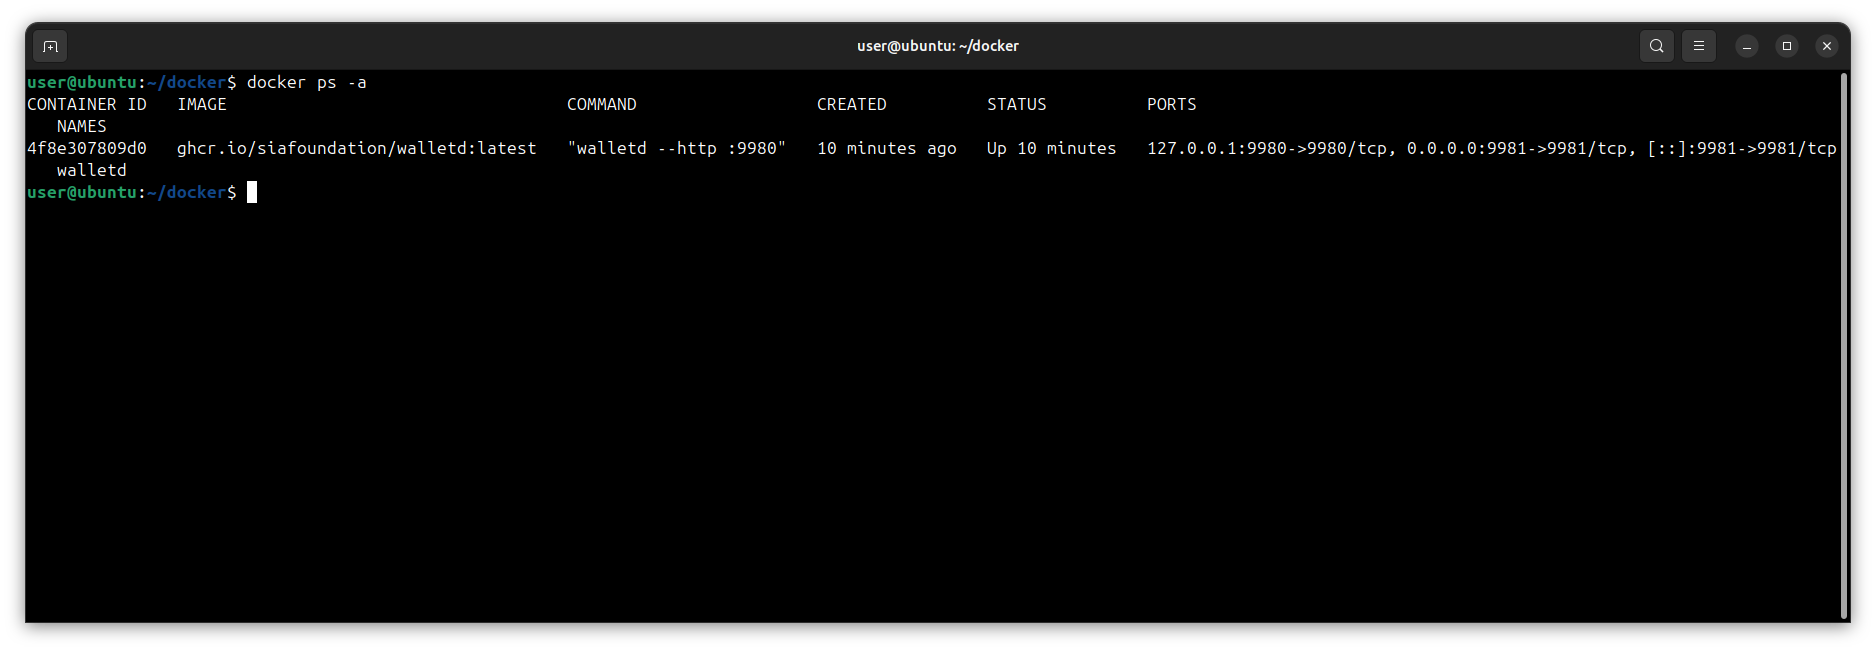 user@ubuntu: ~/docker
user@ubuntu:~/docker$ docker ps -a
CONTAINER ID   IMAGE                                  COMMAND                  CREATED          STATUS          PORTS
   NAMES
4f8e307809d0   ghcr.io/siafoundation/walletd:latest   "walletd --http :9980"   10 minutes ago   Up 10 minutes   127.0.0.1:9980->9980/tcp, 0.0.0.0:9981->9981/tcp, [::]:9981->9981/tcp
   walletd
user@ubuntu:~/docker$